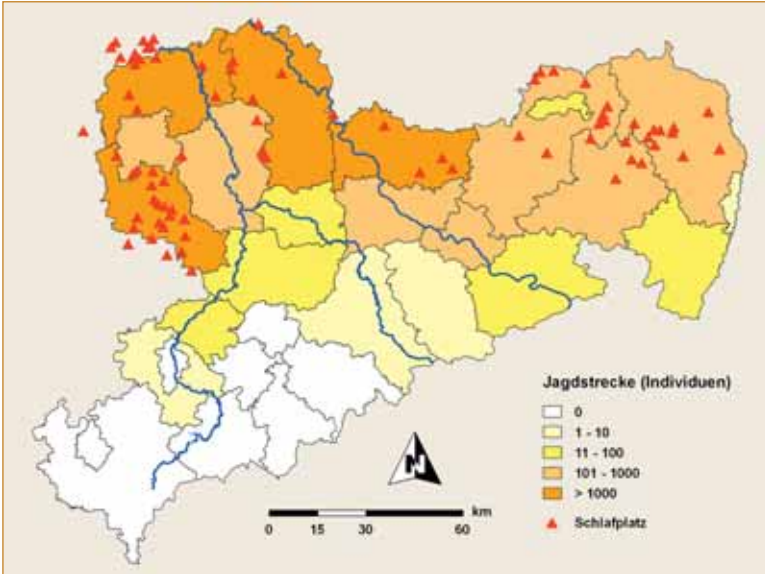 Jagdstrecke (Individuen)
0
1 - 10
11 - 100
101 - 1000
> 1000
Schlafplatz
N
km
0 15 30 60